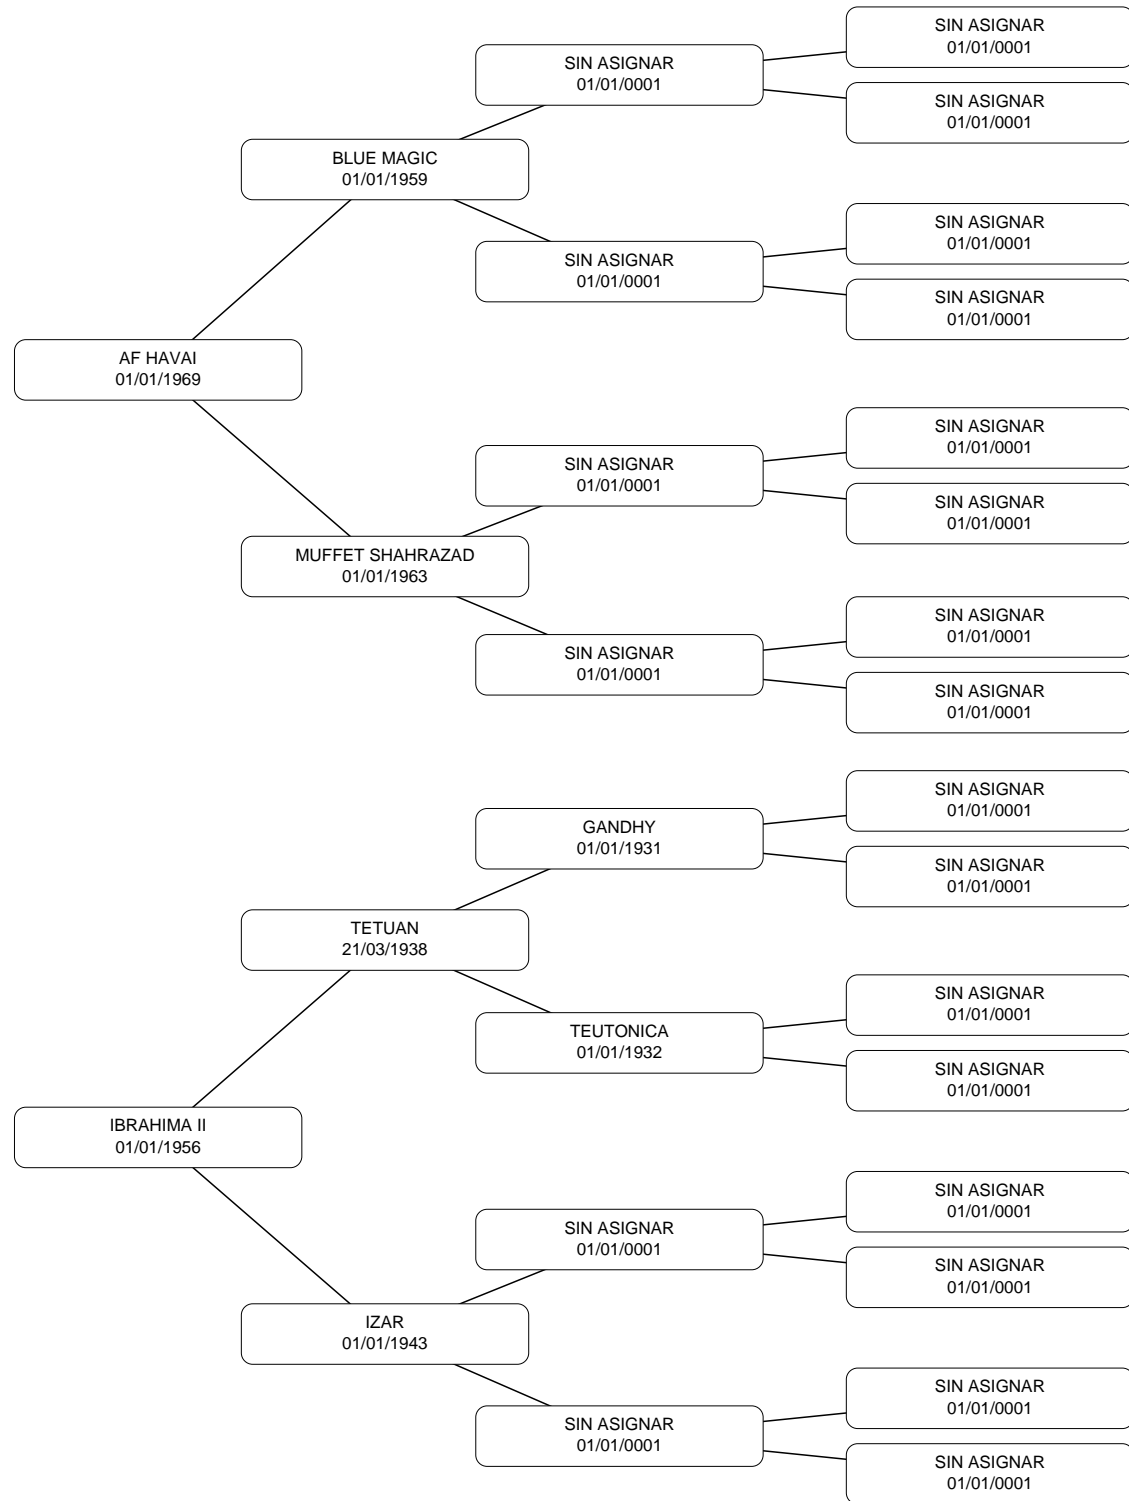 SIN ASIGNAR
01/01/0001
SIN ASIGNAR
01/01/0001
SIN ASIGNAR
01/01/0001
BLUE MAGIC
01/01/1959
SIN ASIGNAR
01/01/0001
SIN ASIGNAR
01/01/0001
SIN ASIGNAR
01/01/0001
AF HAVAI
01/01/1969
SIN ASIGNAR
01/01/0001
SIN ASIGNAR
01/01/0001
SIN ASIGNAR
01/01/0001
MUFFET SHAHRAZAD
01/01/1963
SIN ASIGNAR
01/01/0001
SIN ASIGNAR
01/01/0001
SIN ASIGNAR
01/01/0001
SIN ASIGNAR
01/01/0001
GANDHY
01/01/1931
SIN ASIGNAR
01/01/0001
TETUAN
21/03/1938
SIN ASIGNAR
01/01/0001
TEUTONICA
01/01/1932
SIN ASIGNAR
01/01/0001
IBRAHIMA II
01/01/1956
SIN ASIGNAR
01/01/0001
SIN ASIGNAR
01/01/0001
SIN ASIGNAR
01/01/0001
IZAR
01/01/1943
SIN ASIGNAR
01/01/0001
SIN ASIGNAR
01/01/0001
SIN ASIGNAR
01/01/0001